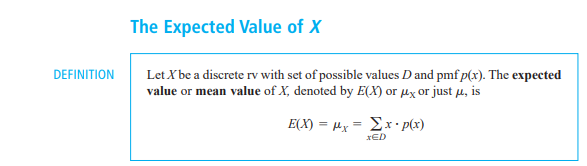 The Expected Value of X
DEFINITION
Let X be a discrete rv with set of possible values D and pmf p(x). The expected
value or mean value of X, denoted by E(X) or μX or just μ, is
E(X) = μX = Σ x · p(x)
x∈D